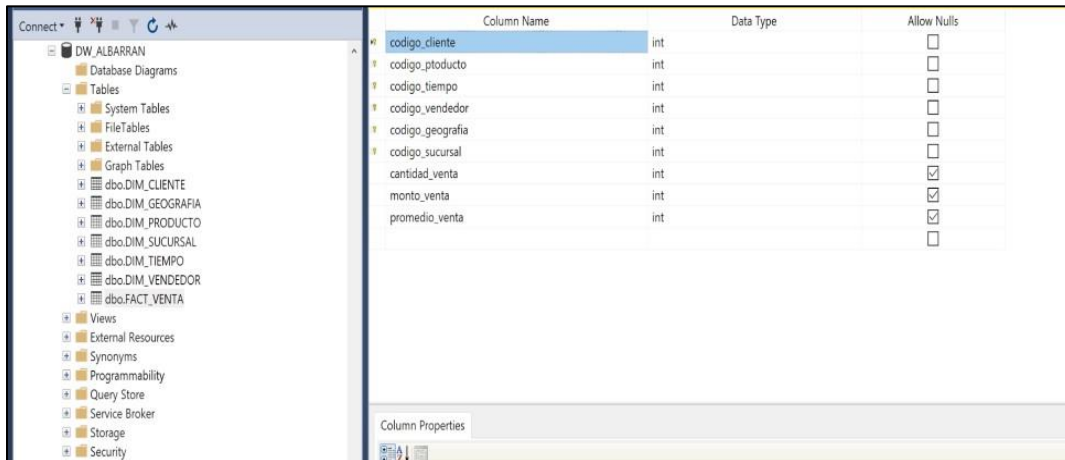 Connect
DW_ALBARRAN
Database Diagrams
Tables
System Tables
FileTables
External Tables
Graph Tables
dbo.DIM_CLIENTE
dbo.DIM_GEOGRAFIA
dbo.DIM_PRODUCTO
dbo.DIM_SUCURSAL
dbo.DIM_TIEMPO
dbo.DIM_VENDEDOR
dbo.FACT_VENTA
Views
External Resources
Synonyms
Programmability
Query Store
Service Broker
Storage
Security
Column Name Data Type Allow Nulls
codigo_cliente int
codigo_ptoducto int
codigo_tiempo int
codigo_vendedor int
codigo_geografia int
codigo_sucursal int
cantidad_venta int
monto_venta int
promedio_venta int
Column Properties